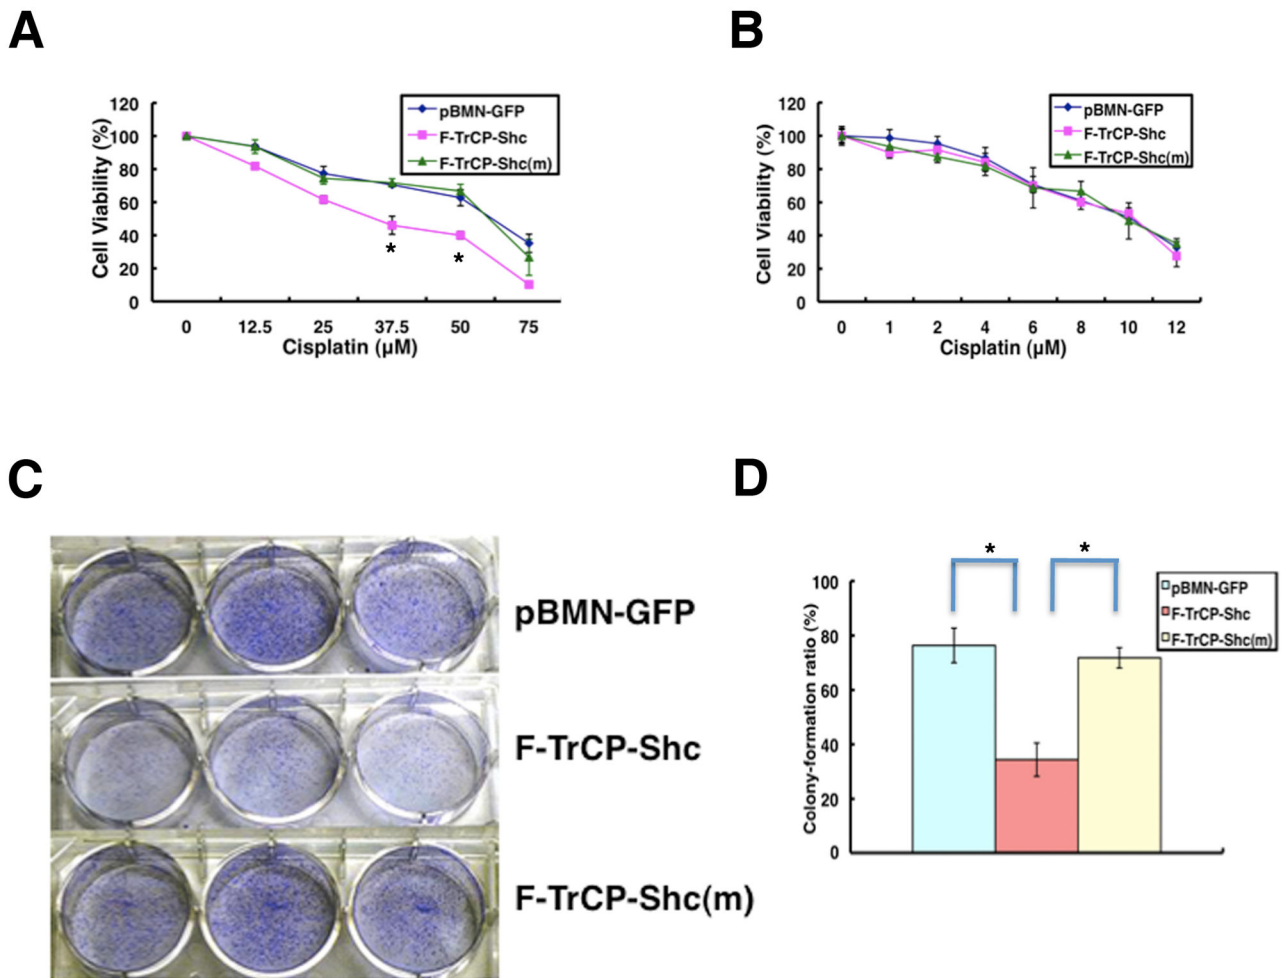 A
B
120
100
80
60
40
20
0
Cell Viability (%)
pBMN-GFP
F-TrCP-Shc
F-TrCP-Shc(m)
*
*
0 12.5 25 37.5 50 75
Cisplatin (µM)
120
100
80
60
40
20
0
Cell Viability (%)
pBMN-GFP
F-TrCP-Shc
F-TrCP-Shc(m)
0 1 2 4 6 8 10 12
Cisplatin (µM)
C
D
pBMN-GFP
F-TrCP-Shc
F-TrCP-Shc(m)
* *
100
80
60
40
20
0
Colony-formation ratio (%)
pBMN-GFP
F-TrCP-Shc
F-TrCP-Shc(m)